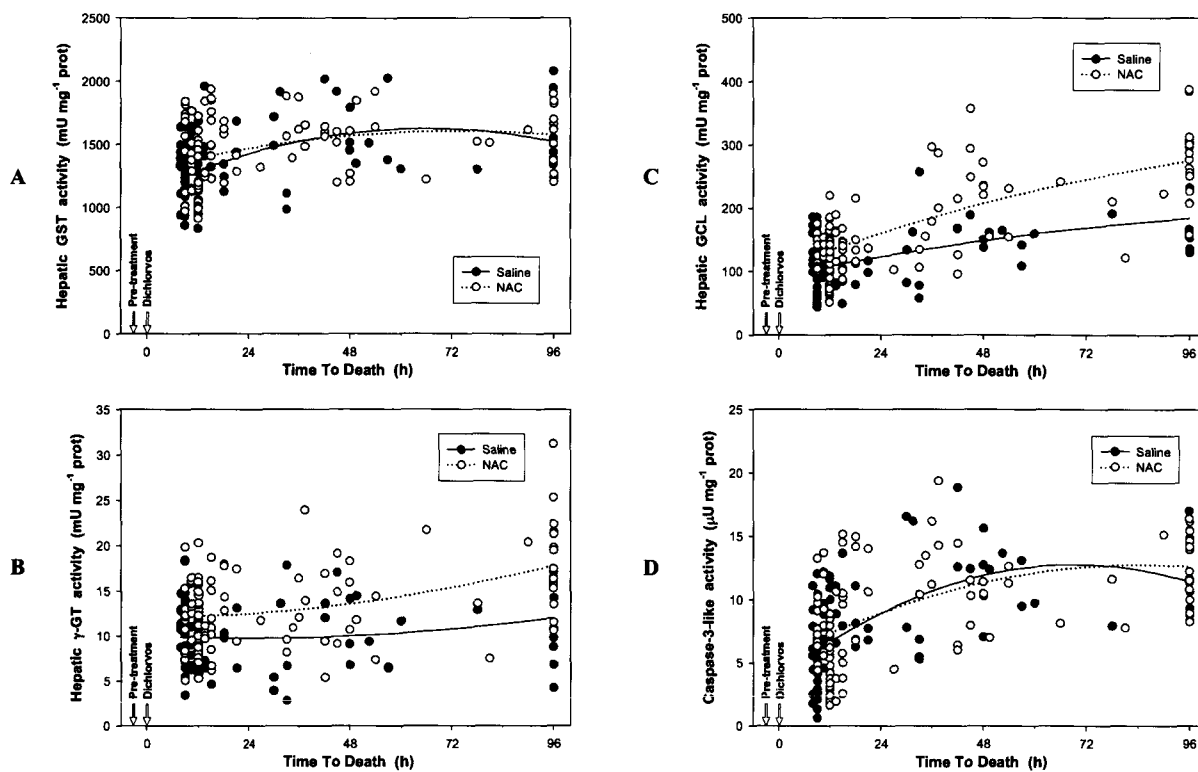 A
Hepatic GST activity (mU mg-1 prot)
2500
2000
1500
1000
500
0
Pre-treatment
Dichlorvos
Saline
NAC
0 24 48 72 96
Time To Death (h)
C
Hepatic GCL activity (mU mg-1 prot)
500
400
300
200
100
0
Pre-treatment
Dichlorvos
Saline
NAC
0 24 48 72 96
Time To Death (h)
B
Hepatic γ-GT activity (mU mg-1 prot)
35
30
25
20
15
10
5
0
Pre-treatment
Dichlorvos
Saline
NAC
0 24 48 72 96
Time To Death (h)
D
Caspase-3-like activity (μU mg-1 prot)
25
20
15
10
5
0
Pre-treatment
Dichlorvos
Saline
NAC
0 24 48 72 96
Time To Death (h)